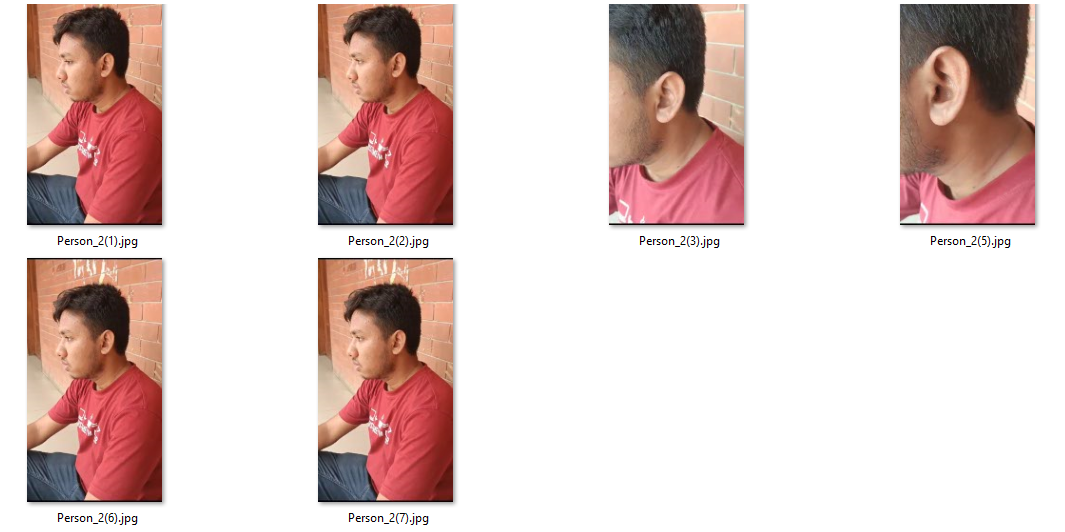 Person_2(1).jpg
Person_2(2).jpg
Person_2(3).jpg
Person_2(5).jpg
Person_2(6).jpg
Person_2(7).jpg